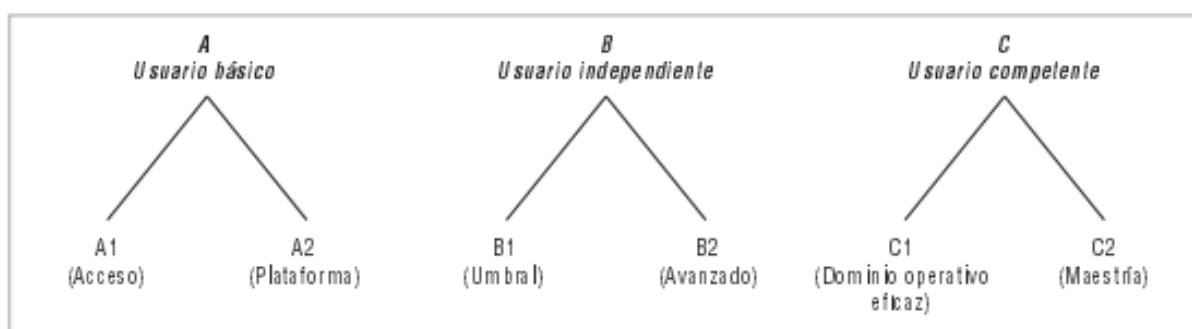 A
Usuario básico
B
Usuario independiente
C
Usuario competente
A1
(Acceso)
A2
(Plataforma)
B1
(Umbral)
B2
(Avanzado)
C1
(Dominio operativo
eficaz)
C2
(Maestría)